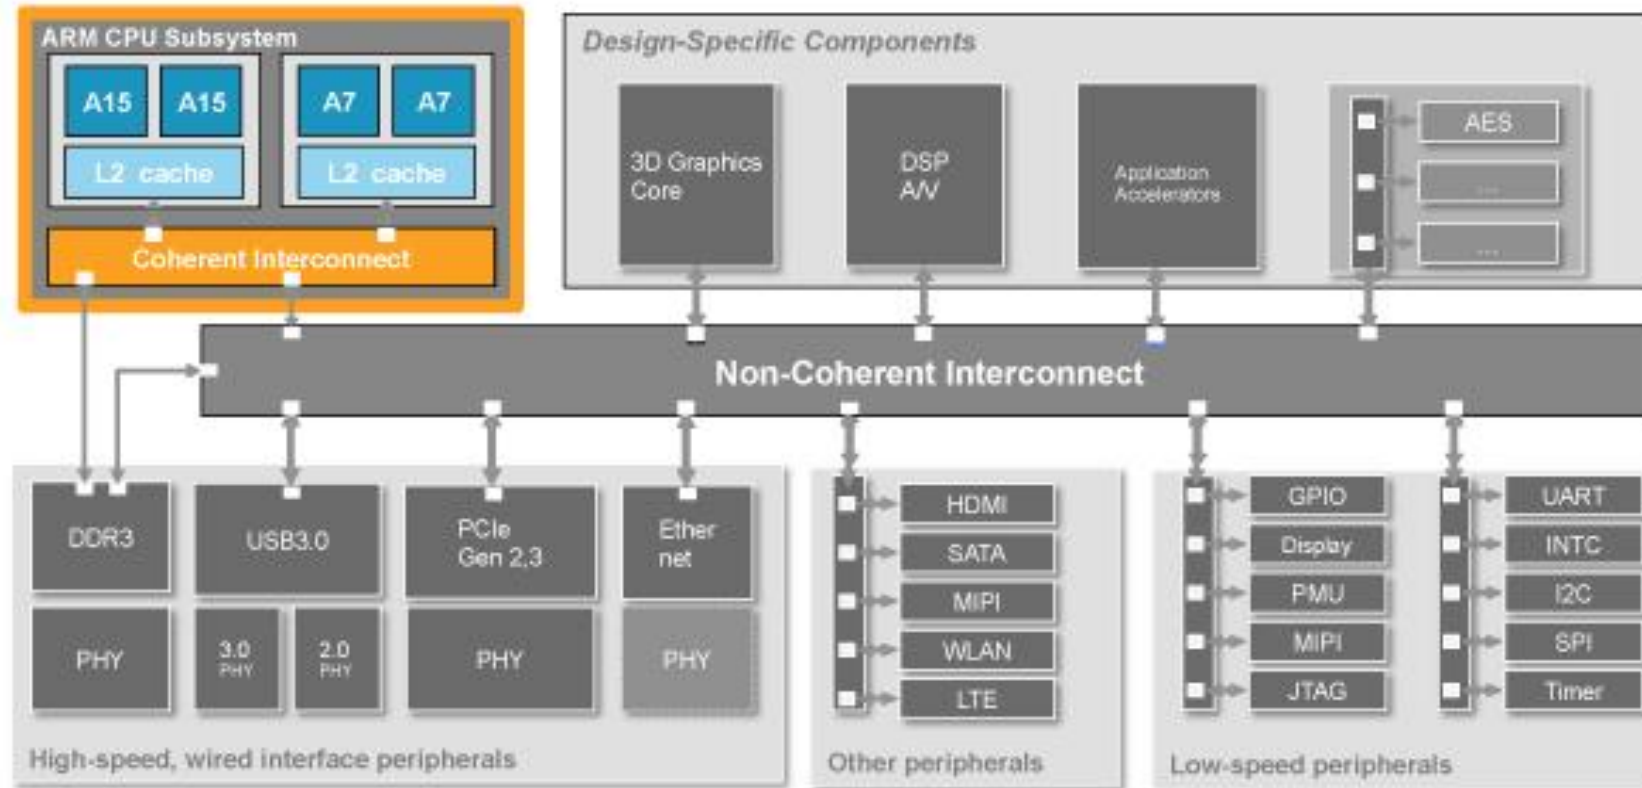 ARM CPU Subsystem
A15 A15 A7 A7
L2 cache L2 cache
Coherent Interconnect
Design-Specific Components
3D Graphics
Core
DSP
A/V
Application
Accelerators
AES
...
...
Non-Coherent Interconnect
DDR3
USB3.0
PCIe
Gen 2,3
Ether
net
PHY
3.0
PHY
2.0
PHY
PHY
PHY
High-speed, wired interface peripherals
HDMI
SATA
MIPI
WLAN
LTE
Other peripherals
GPIO
Display
PMU
MIPI
JTAG
UART
INTC
I2C
SPI
Timer
Low-speed peripherals